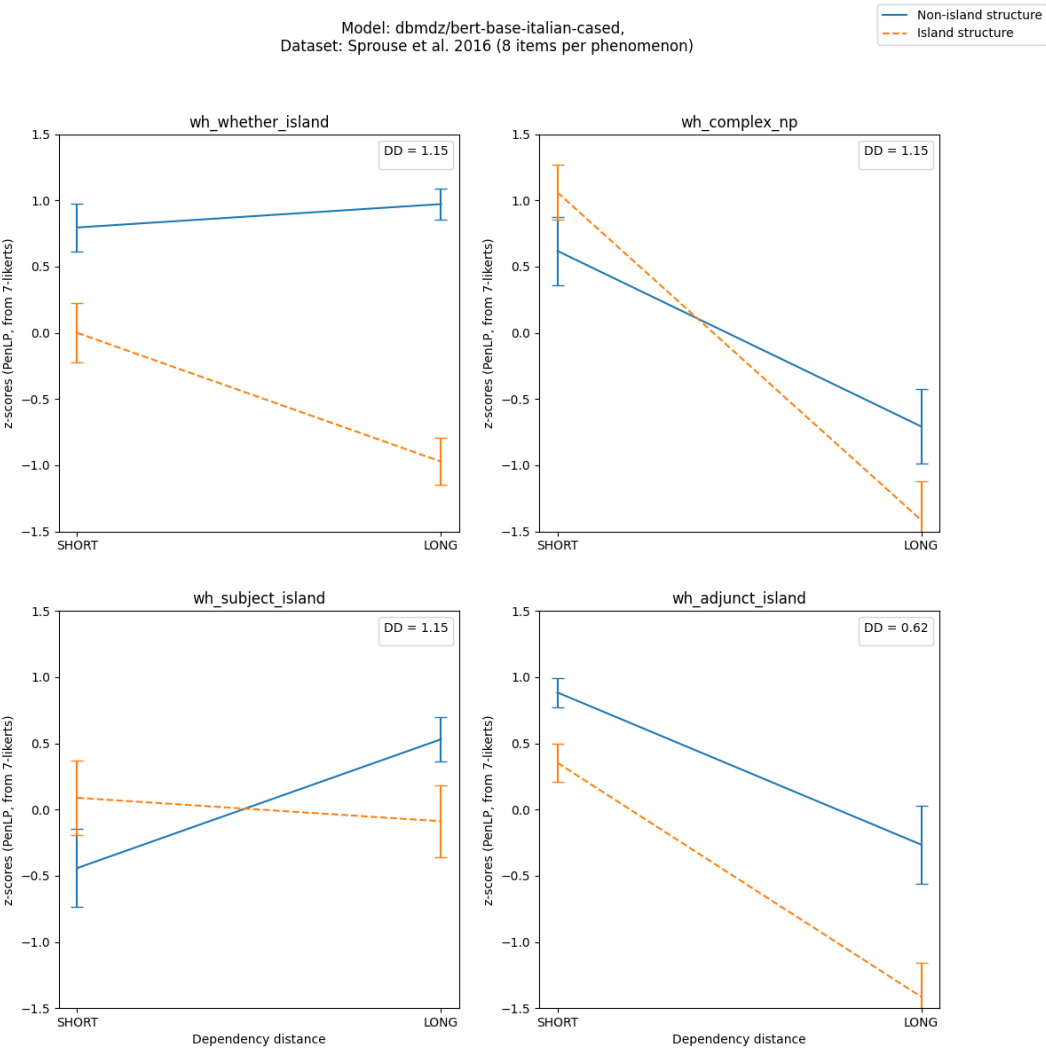 Model: dbmdz/bert-base-italian-cased,
Dataset: Sprouse et al. 2016 (8 items per phenomenon)
Non-island structure
Island structure
wh_whether_island
DD = 1.15
z-scores (PenLP, from 7-likerts)
1.5
1.0
0.5
0.0
−0.5
−1.0
−1.5
SHORT
LONG
wh_complex_np
DD = 1.15
z-scores (PenLP, from 7-likerts)
1.5
1.0
0.5
0.0
−0.5
−1.0
−1.5
SHORT
LONG
wh_subject_island
DD = 1.15
z-scores (PenLP, from 7-likerts)
1.5
1.0
0.5
0.0
−0.5
−1.0
−1.5
SHORT
LONG
Dependency distance
wh_adjunct_island
DD = 0.62
z-scores (PenLP, from 7-likerts)
1.5
1.0
0.5
0.0
−0.5
−1.0
−1.5
SHORT
LONG
Dependency distance